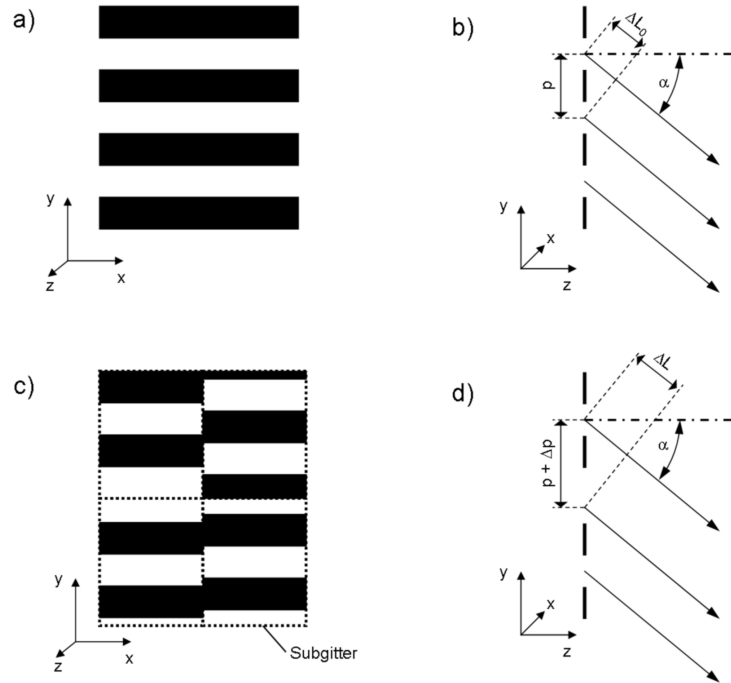 a)
y
z
x
b)
ΔL₀
p
α
y
x
z
c)
y
z
x
Subgitter
d)
ΔL
p + Δp
α
y
x
z